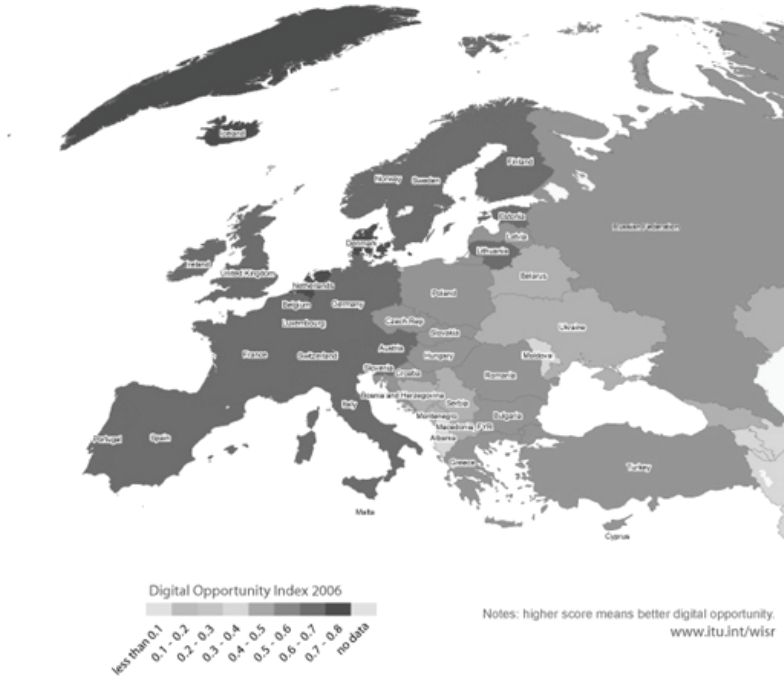 Iceland
Finland
Norway
Sweden
Estonia
Russian Federation
Latvia
Denmark
Lithuania
Ireland
United Kingdom
Belarus
Netherlands
Poland
Belgium
Germany
Luxembourg
Czech Rep
Ukraine
Slovakia
Austria
France
Switzerland
Hungary
Moldova
Slovenia
Croatia
Romania
Bosnia and Herzegovina
Italy
Serbia
Montenegro
Bulgaria
Macedonia FYR
Portugal
Spain
Albania
Greece
Turkey
Malta
Cyprus
Digital Opportunity Index 2006
less than 0.1
0.1 - 0.2
0.2 - 0.3
0.3 - 0.4
0.4 - 0.5
0.5 - 0.6
0.6 - 0.7
0.7 - 0.8
no data
Notes: higher score means better digital opportunity.
www.itu.int/wisr